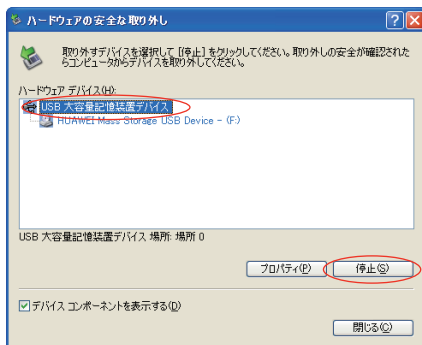 ハードウェアの安全な取り外し
取り外すデバイスを選択して [停止] をクリックしてください。取り外しの安全が確認された
らコンピュータからデバイスを取り外してください。
ハードウェア デバイス(H):
USB 大容量記憶装置デバイス
HUAWEI Mass Storage USB Device - (F:)
USB 大容量記憶装置デバイス 場所: 場所 0
プロパティ(P)
停止(S)
デバイス コンポーネントを表示する(D)
閉じる(C)